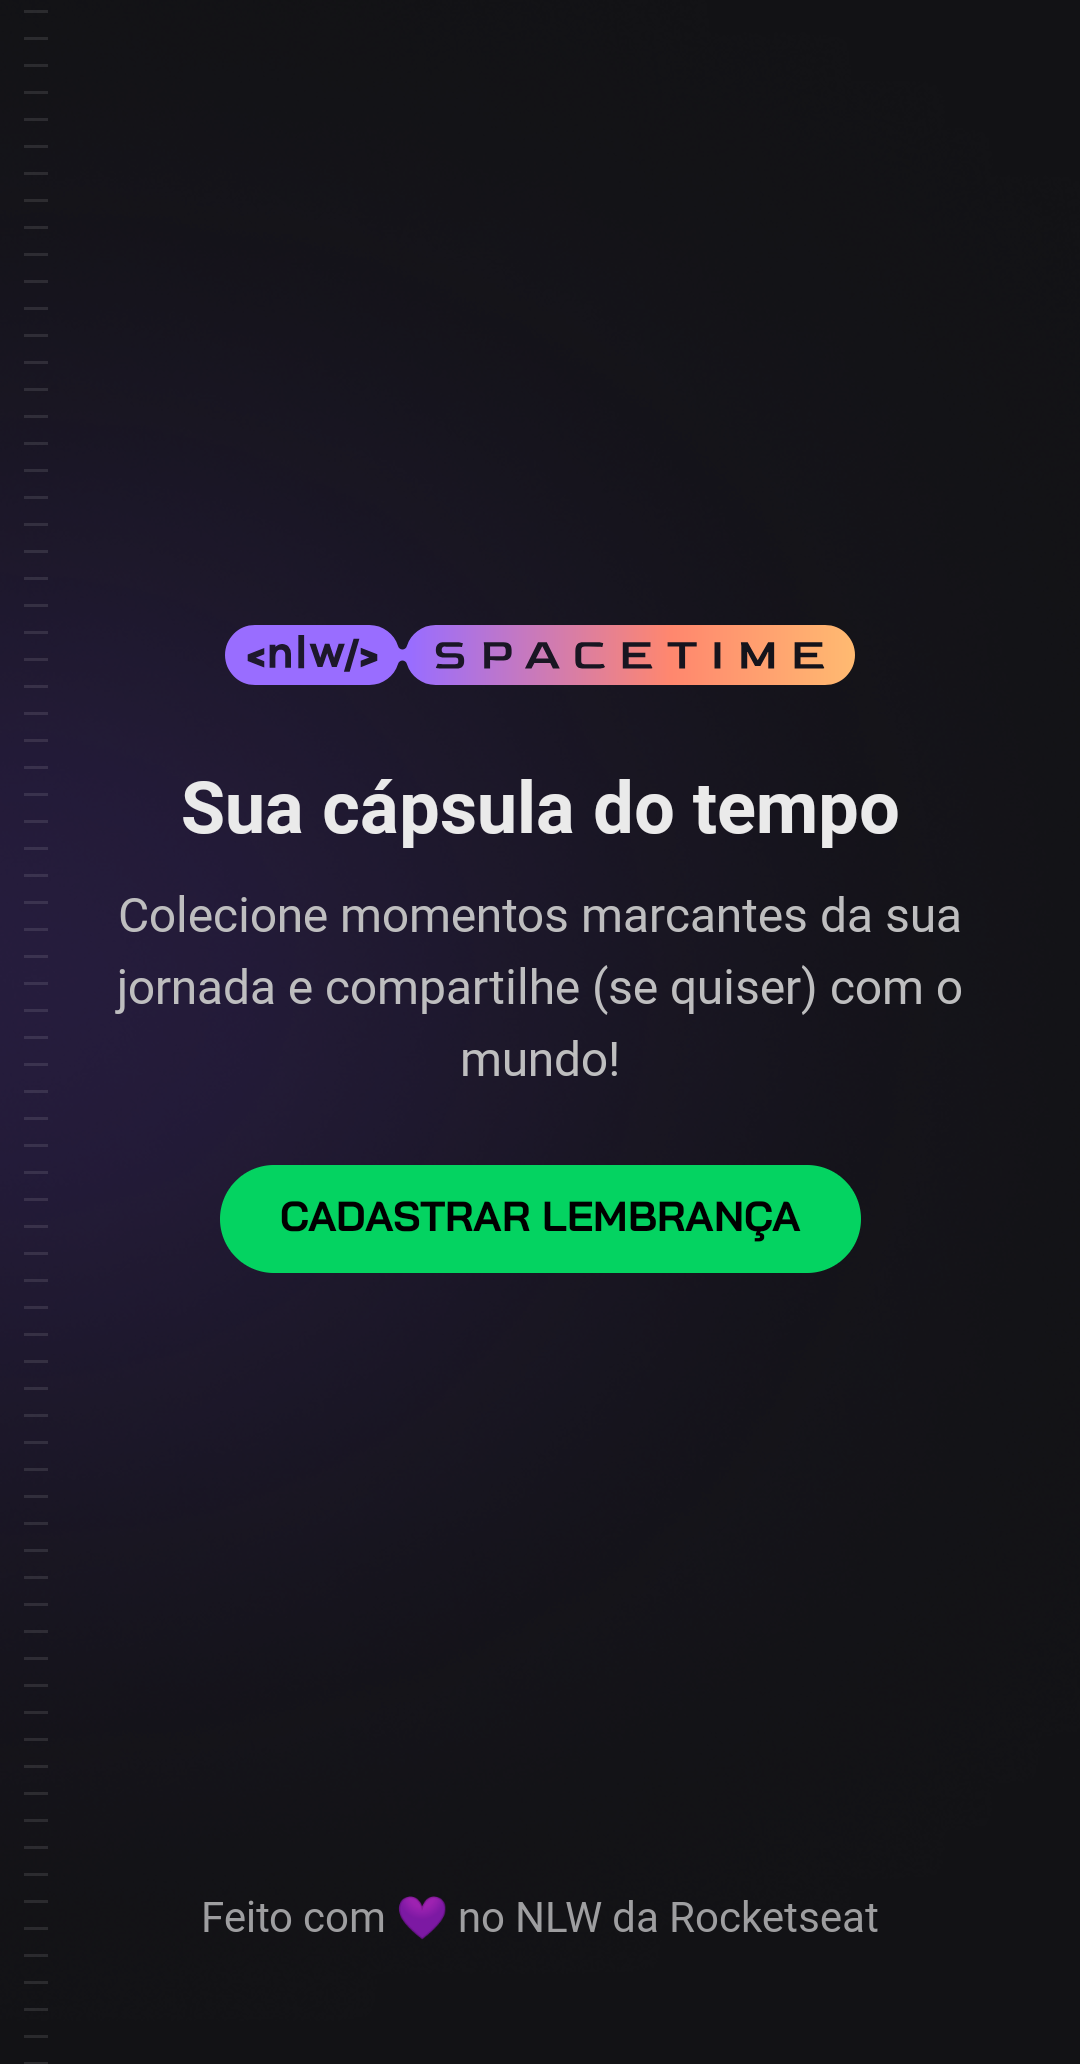 <nlw/> SPACETIME
Sua cápsula do tempo
Colecione momentos marcantes da sua
jornada e compartilhe (se quiser) com o
mundo!
CADASTRAR LEMBRANÇA
Feito com 💜 no NLW da Rocketseat